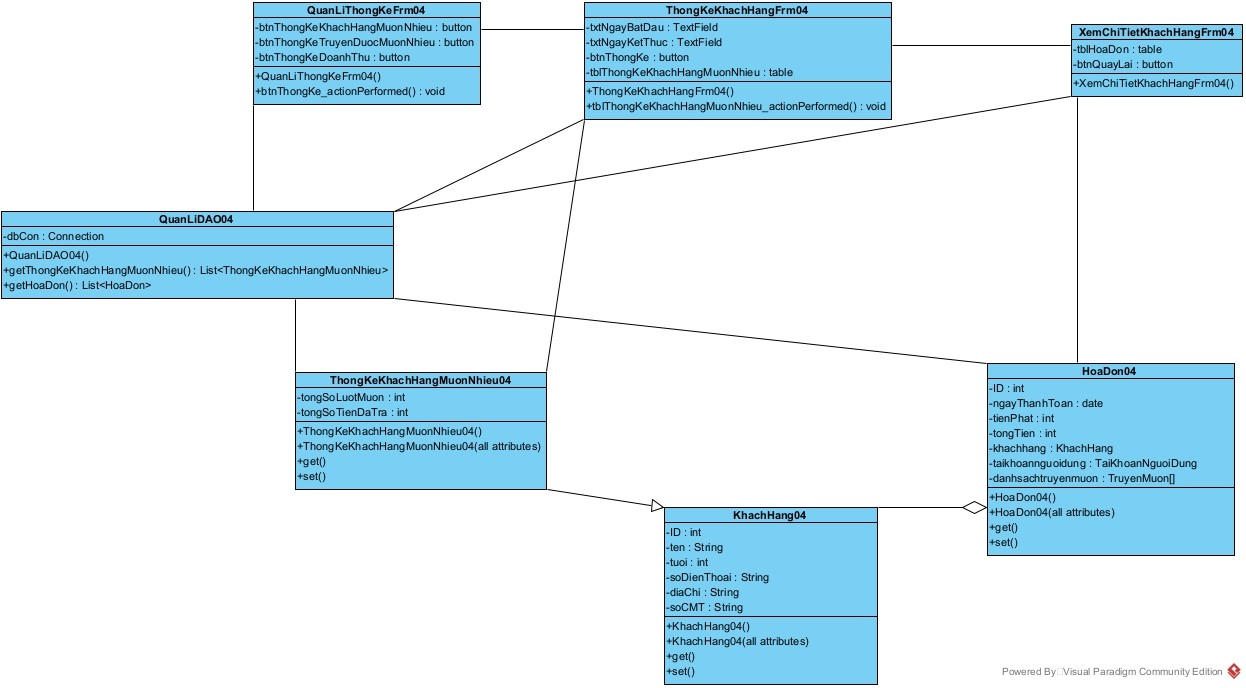 QuanLiThongKeFrm04
-btnThongKeKhachHangMuonNhieu : button
-btnThongKeTruyenDuocMuonNhieu : button
-btnThongKeDoanhThu : button
+QuanLiThongKeFrm04()
+btnThongKe_actionPerformed() : void
ThongKeKhachHangFrm04
-txtNgayBatDau : TextField
-txtNgayKetThuc : TextField
-btnThongKe : button
-tblThongKeKhachHangMuonNhieu : table
+ThongKeKhachHangFrm04()
+tblThongKeKhachHangMuonNhieu_actionPerformed() : void
XemChiTietKhachHangFrm04
-tblHoaDon : table
-btnQuayLai : button
+XemChiTietKhachHangFrm04()
QuanLiDAO04
-dbCon : Connection
+QuanLiDAO04()
+getThongKeKhachHangMuonNhieu() : List<ThongKeKhachHangMuonNhieu>
+getHoaDon() : List<HoaDon>
ThongKeKhachHangMuonNhieu04
-tongSoLuotMuon : int
-tongSoTienDaTra : int
+ThongKeKhachHangMuonNhieu04()
+ThongKeKhachHangMuonNhieu04(all attributes)
+get()
+set()
HoaDon04
-ID : int
-ngayThanhToan : date
-tienPhat : int
-tongTien : int
-khachhang : KhachHang
-taikhoannguoidung : TaiKhoanNguoiDung
-danhsachtruyenmuon : TruyenMuon[]
+HoaDon04()
+HoaDon04(all attributes)
+get()
+set()
KhachHang04
-ID : int
-ten : String
-tuoi : int
-soDienThoai : String
-diaChi : String
-soCMT : String
+KhachHang04()
+KhachHang04(all attributes)
+get()
+set()
Powered By Visual Paradigm Community Edition